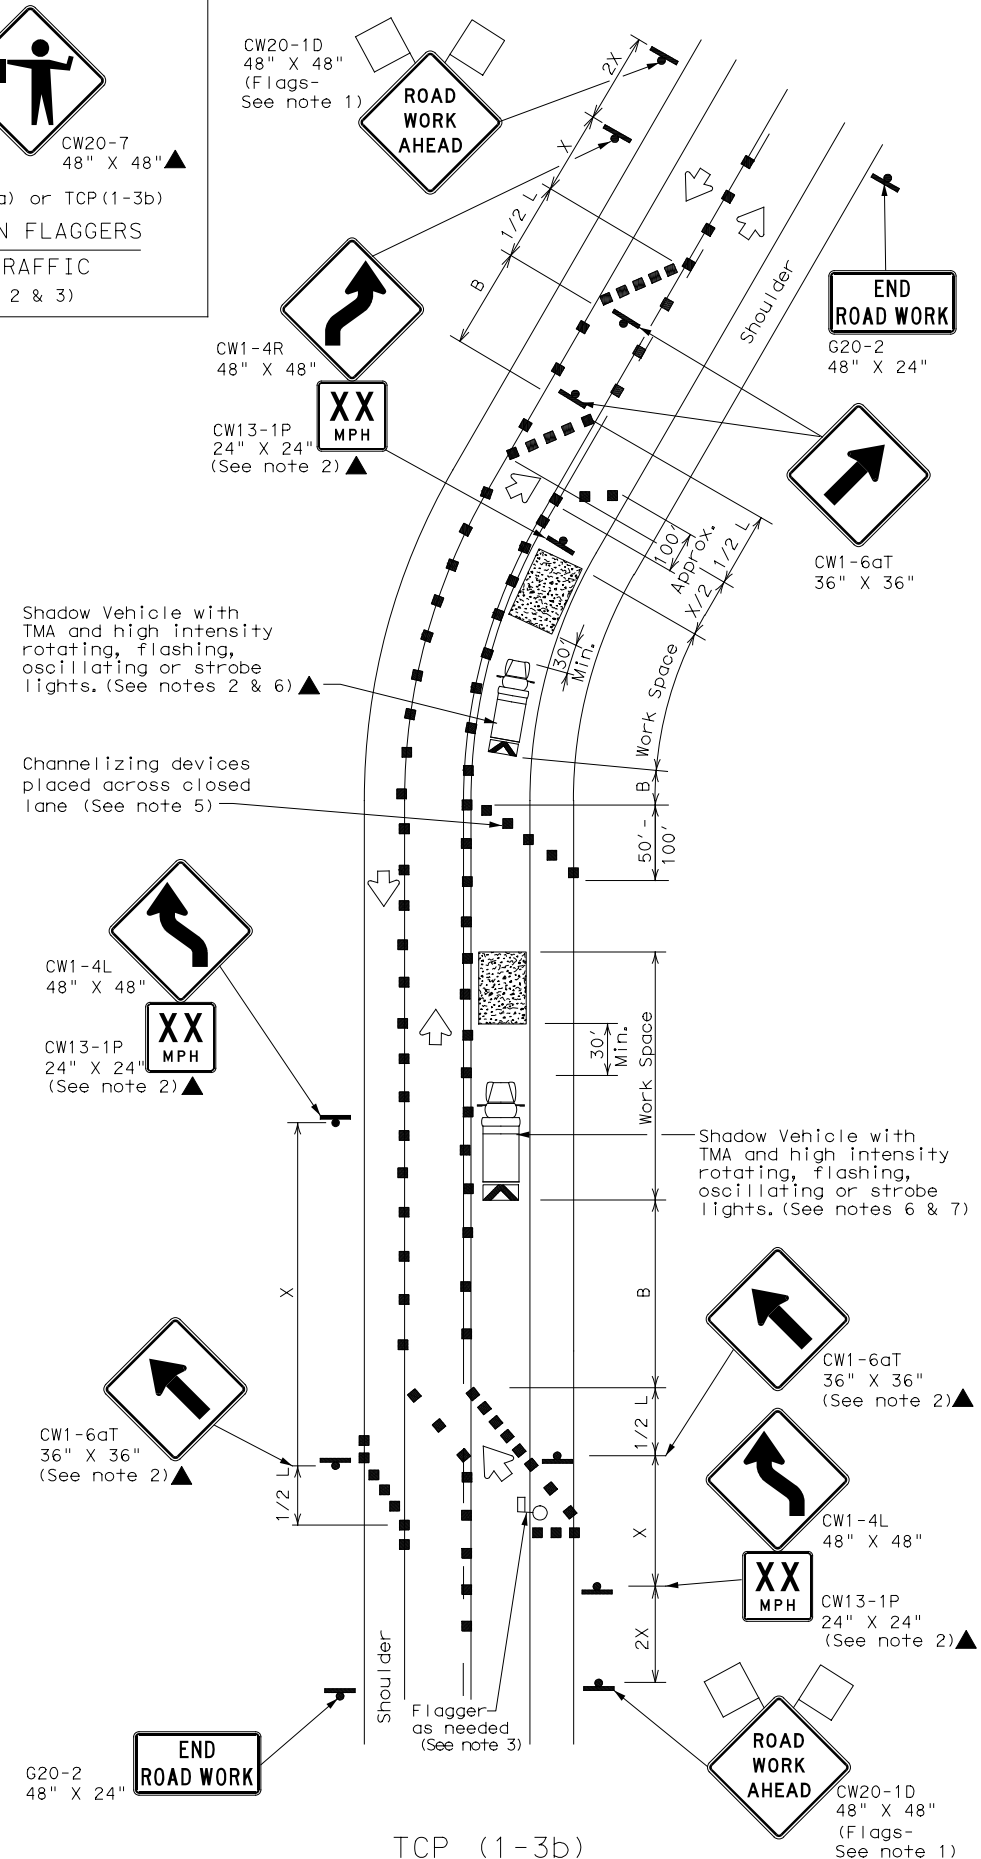 CW20-7
48" X 48"
a) or TCP(1-3b)
N FLAGGERS
RAFFIC
2 & 3)
CW20-1D
48" X 48"
(Flags-
See note 1)
ROAD
WORK
AHEAD
2X
X
1/2 L
B
CW1-4R
48" X 48"
XX
MPH
CW13-1P
24" X 24"
(See note 2)
Shoulder
END
ROAD WORK
G20-2
48" X 24"
CW1-6aT
36" X 36"
100'
Approx.
1/2 L
X/2
30'
Min.
Work Space
B
50'-
100'
Shadow Vehicle with
TMA and high intensity
rotating, flashing,
oscillating or strobe
lights. (See notes 2 & 6)
Channelizing devices
placed across closed
lane (See note 5)
CW1-4L
48" X 48"
XX
MPH
CW13-1P
24" X 24"
(See note 2)
30'
Min.
Work Space
Shadow Vehicle with
TMA and high intensity
rotating, flashing,
oscillating or strobe
lights. (See notes 6 & 7)
X
B
CW1-6aT
36" X 36"
(See note 2)
1/2 L
CW1-6aT
36" X 36"
(See note 2)
1/2 L
X
CW1-4L
48" X 48"
XX
MPH
CW13-1P
24" X 24"
(See note 2)
2X
Shoulder
Flagger
as needed
(See note 3)
END
ROAD WORK
G20-2
48" X 24"
ROAD
WORK
AHEAD
CW20-1D
48" X 48"
(Flags-
See note 1)
TCP (1-3b)